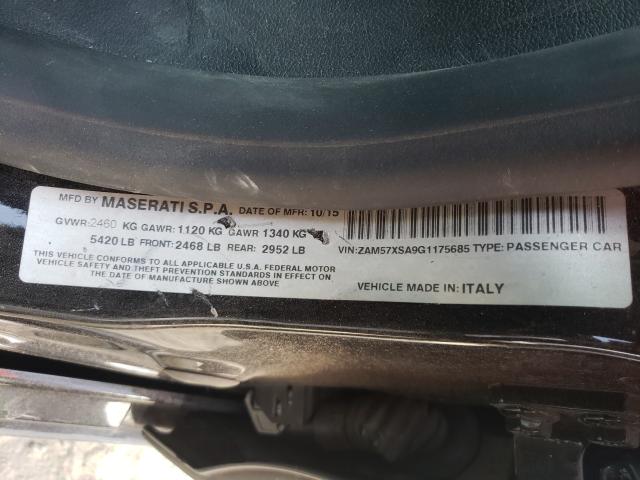 MFD BY MASERATI S.P.A. DATE OF MFR: 10/15
GVWR:2460 KG GAWR:1120 KG GAWR 1340 KG
5420 LB FRONT: 2468 LB REAR: 2952 LB
THIS VEHICLE CONFORMS TO ALL APPLICABLE U.S.A. FEDERAL MOTOR
VEHICLE SAFETY AND THEFT PREVENTION STANDARDS IN EFFECT ON
THE DATE OF MANUFACTURE SHOWN ABOVE
VIN:ZAM57XSA9G1175685 TYPE: PASSENGER CAR
VEHICLE MADE IN: ITALY